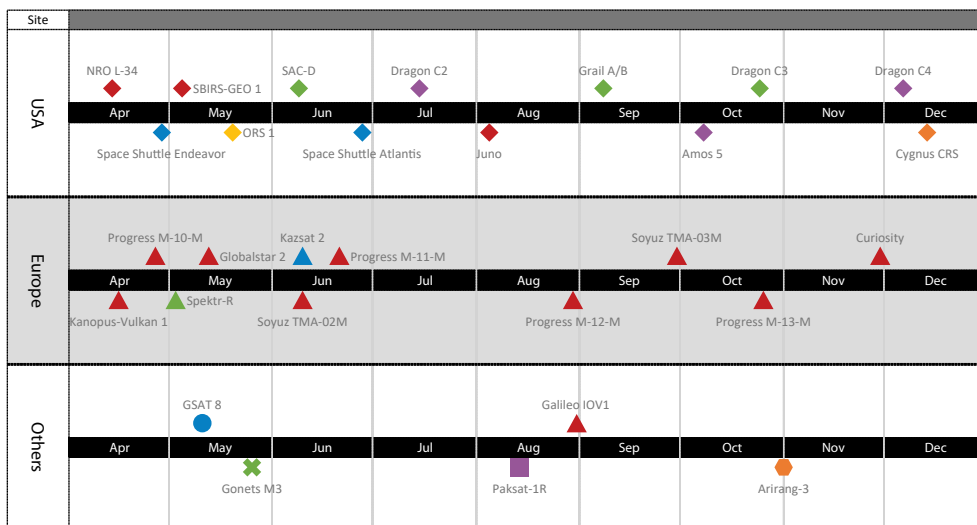 Site
USA
NRO L-34
SBIRS-GEO 1
SAC-D
Dragon C2
Grail A/B
Dragon C3
Dragon C4
Apr May Jun Jul Aug Sep Oct Nov Dec
Space Shuttle Endeavor
ORS 1
Space Shuttle Atlantis
Juno
Amos 5
Cygnus CRS
Europe
Progress M-10-M
Globalstar 2
Kazsat 2
Progress M-11-M
Soyuz TMA-03M
Curiosity
Apr May Jun Jul Aug Sep Oct Nov Dec
Kanopus-Vulkan 1
Spektr-R
Soyuz TMA-02M
Progress M-12-M
Progress M-13-M
Others
GSAT 8
Galileo IOV1
Apr May Jun Jul Aug Sep Oct Nov Dec
Gonets M3
Paksat-1R
Arirang-3